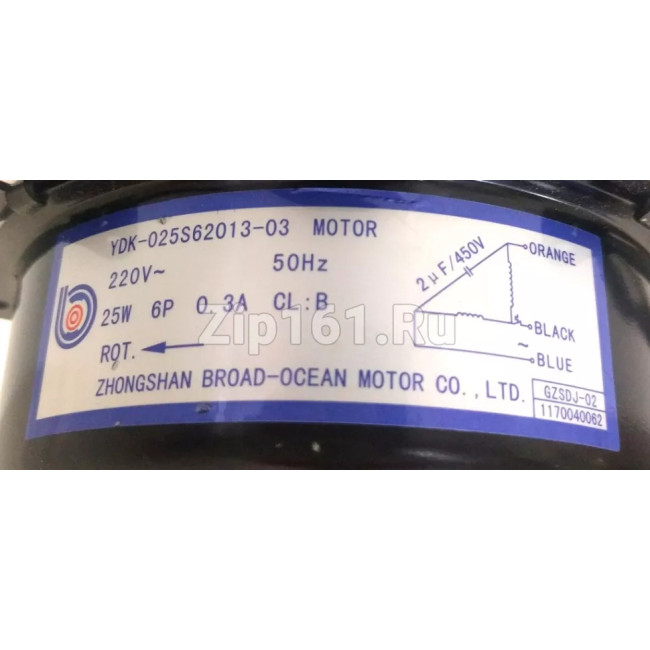 YDK-025S62013-03 MOTOR
220V~ 50Hz
25W 6P 0.3A CL:B
ROT.
ZHONGSHAN BROAD-OCEAN MOTOR CO., LTD.
2μF/450V
ORANGE
BLACK
~
BLUE
GZSDJ-02
1170040062
Zip161.Ru